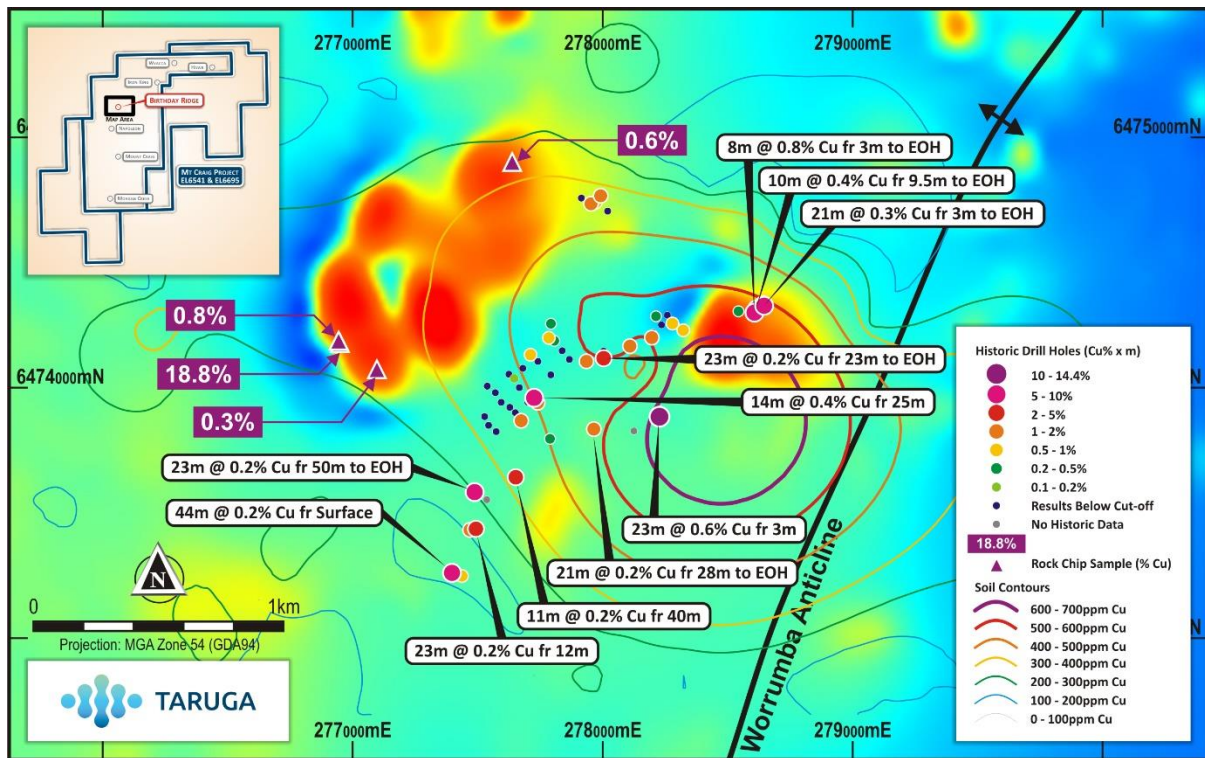 277000mE
278000mE
279000mE
WARATA
IRON KING
BIRTHDAY RIDGE
MAP AREA
MT CRAIG PROJECT
EL6541 & EL6695
6475000mN
0.6%
8m @ 0.8% Cu fr 3m to EOH
10m @ 0.4% Cu fr 9.5m to EOH
21m @ 0.3% Cu fr 3m to EOH
0.8%
18.8%
0.3%
6474000mN
23m @ 0.2% Cu fr 23m to EOH
14m @ 0.4% Cu fr 25m
23m @ 0.2% Cu fr 50m to EOH
44m @ 0.2% Cu fr Surface
23m @ 0.6% Cu fr 3m
21m @ 0.2% Cu fr 28m to EOH
11m @ 0.2% Cu fr 40m
23m @ 0.2% Cu fr 12m
Worrumba Anticline
N
0
1km
Projection: MGA Zone 54 (GDA94)
TARUGA
277000mE
278000mE
279000mE
Historic Drill Holes (Cu% x m)
10 - 14.4%
5 - 10%
2 - 5%
1 - 2%
0.5 - 1%
0.2 - 0.5%
0.1 - 0.2%
Results Below Cut-off
No Historic Data
18.8%
Rock Chip Sample (% Cu)
Soil Contours
600 - 700ppm Cu
500 - 600ppm Cu
400 - 500ppm Cu
300 - 400ppm Cu
200 - 300ppm Cu
100 - 200ppm Cu
0 - 100ppm Cu